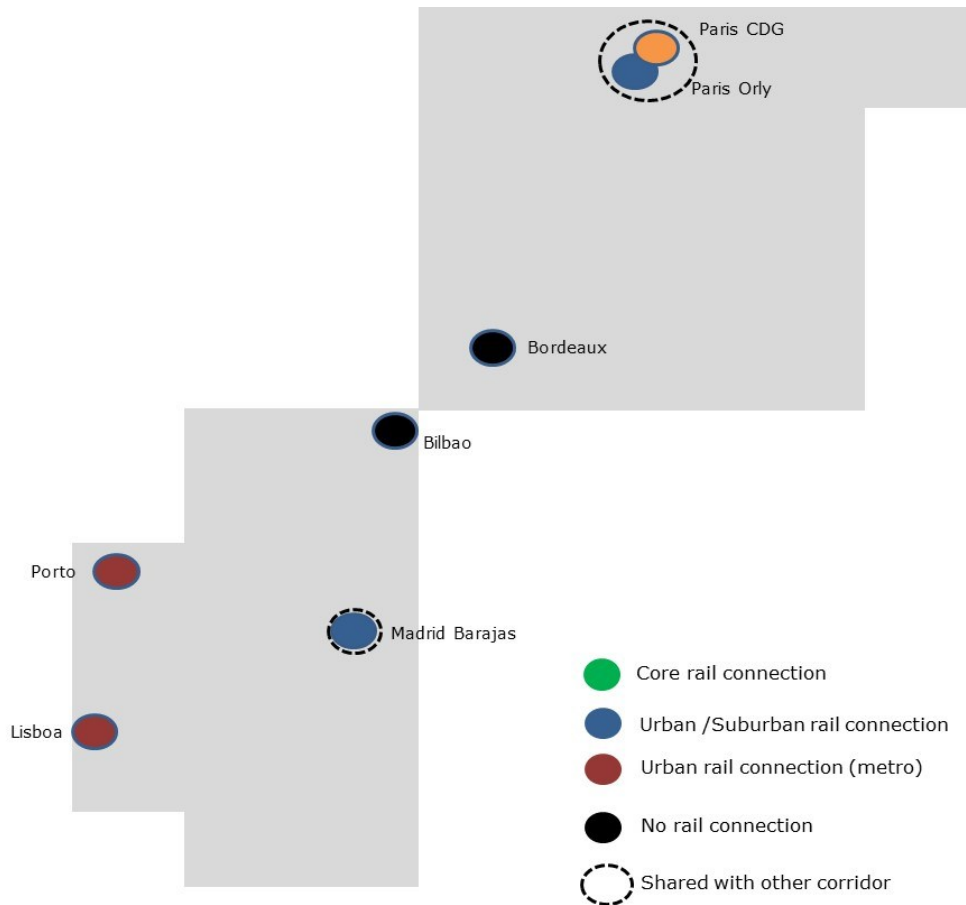 Paris CDG
Paris Orly
Bordeaux
Bilbao
Porto
Madrid Barajas
Lisboa
Core rail connection
Urban /Suburban rail connection
Urban rail connection (metro)
No rail connection
Shared with other corridor